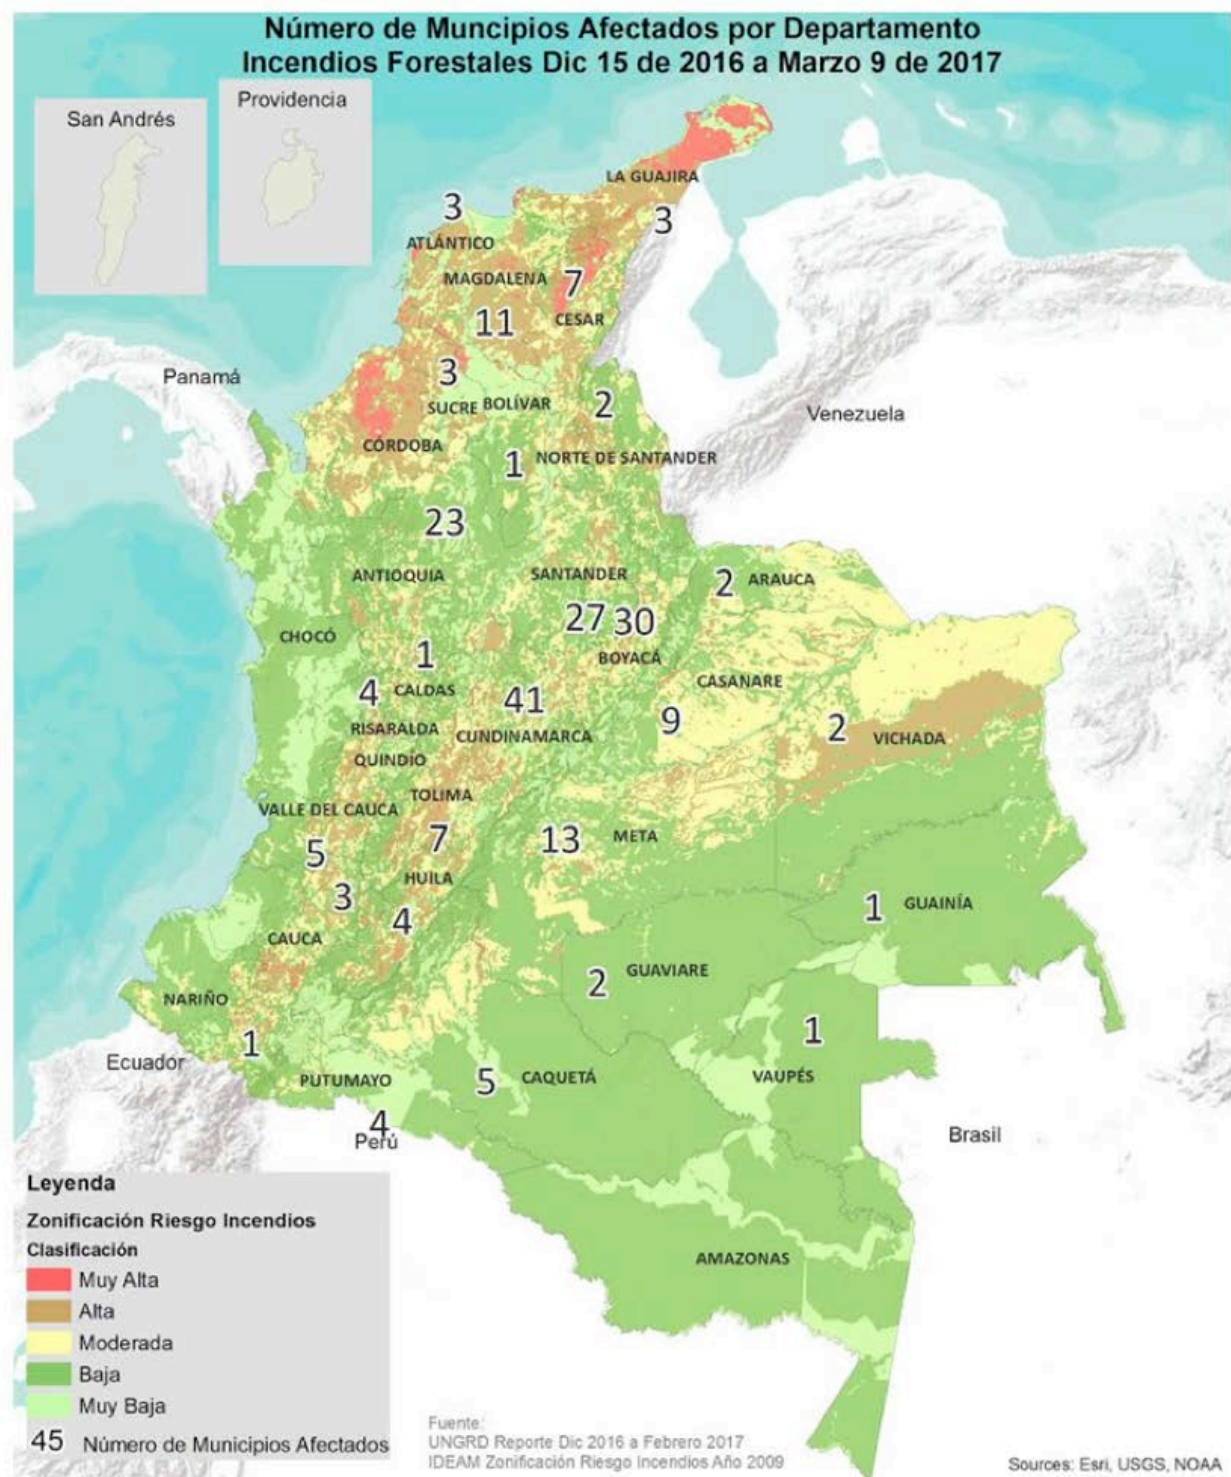 Número de Muncipios Afectados por Departamento
Incendios Forestales Dic 15 de 2016 a Marzo 9 de 2017
San Andrés
Providencia
LA GUAJIRA
3
3
ATLÁNTICO
MAGDALENA
7
11
CESAR
Panamá
3
2
SUCRE BOLÍVAR
Venezuela
CÓRDOBA
1
NORTE DE SANTANDER
23
ANTIOQUIA
SANTANDER
2
ARAUCA
27
30
CHOCÓ
1
BOYACÁ
4
CALDAS
41
CASANARE
9
RISARALDA
CUNDINAMARCA
2
VICHADA
QUINDÍO
TOLIMA
VALLE DEL CAUCA
5
7
13
META
HUILA
3
4
1
GUAINÍA
CAUCA
2
GUAVIARE
NARIÑO
1
1
Ecuador
PUTUMAYO
5
CAQUETÁ
VAUPÉS
4
Perú
Brasil
AMAZONAS
Leyenda
Zonificación Riesgo Incendios
Clasificación
Muy Alta
Alta
Moderada
Baja
Muy Baja
45 Número de Municipios Afectados
Fuente:
UNGRD Reporte Dic 2016 a Febrero 2017
IDEAM Zonificación Riesgo Incendios Año 2009
Sources: Esri, USGS, NOAA